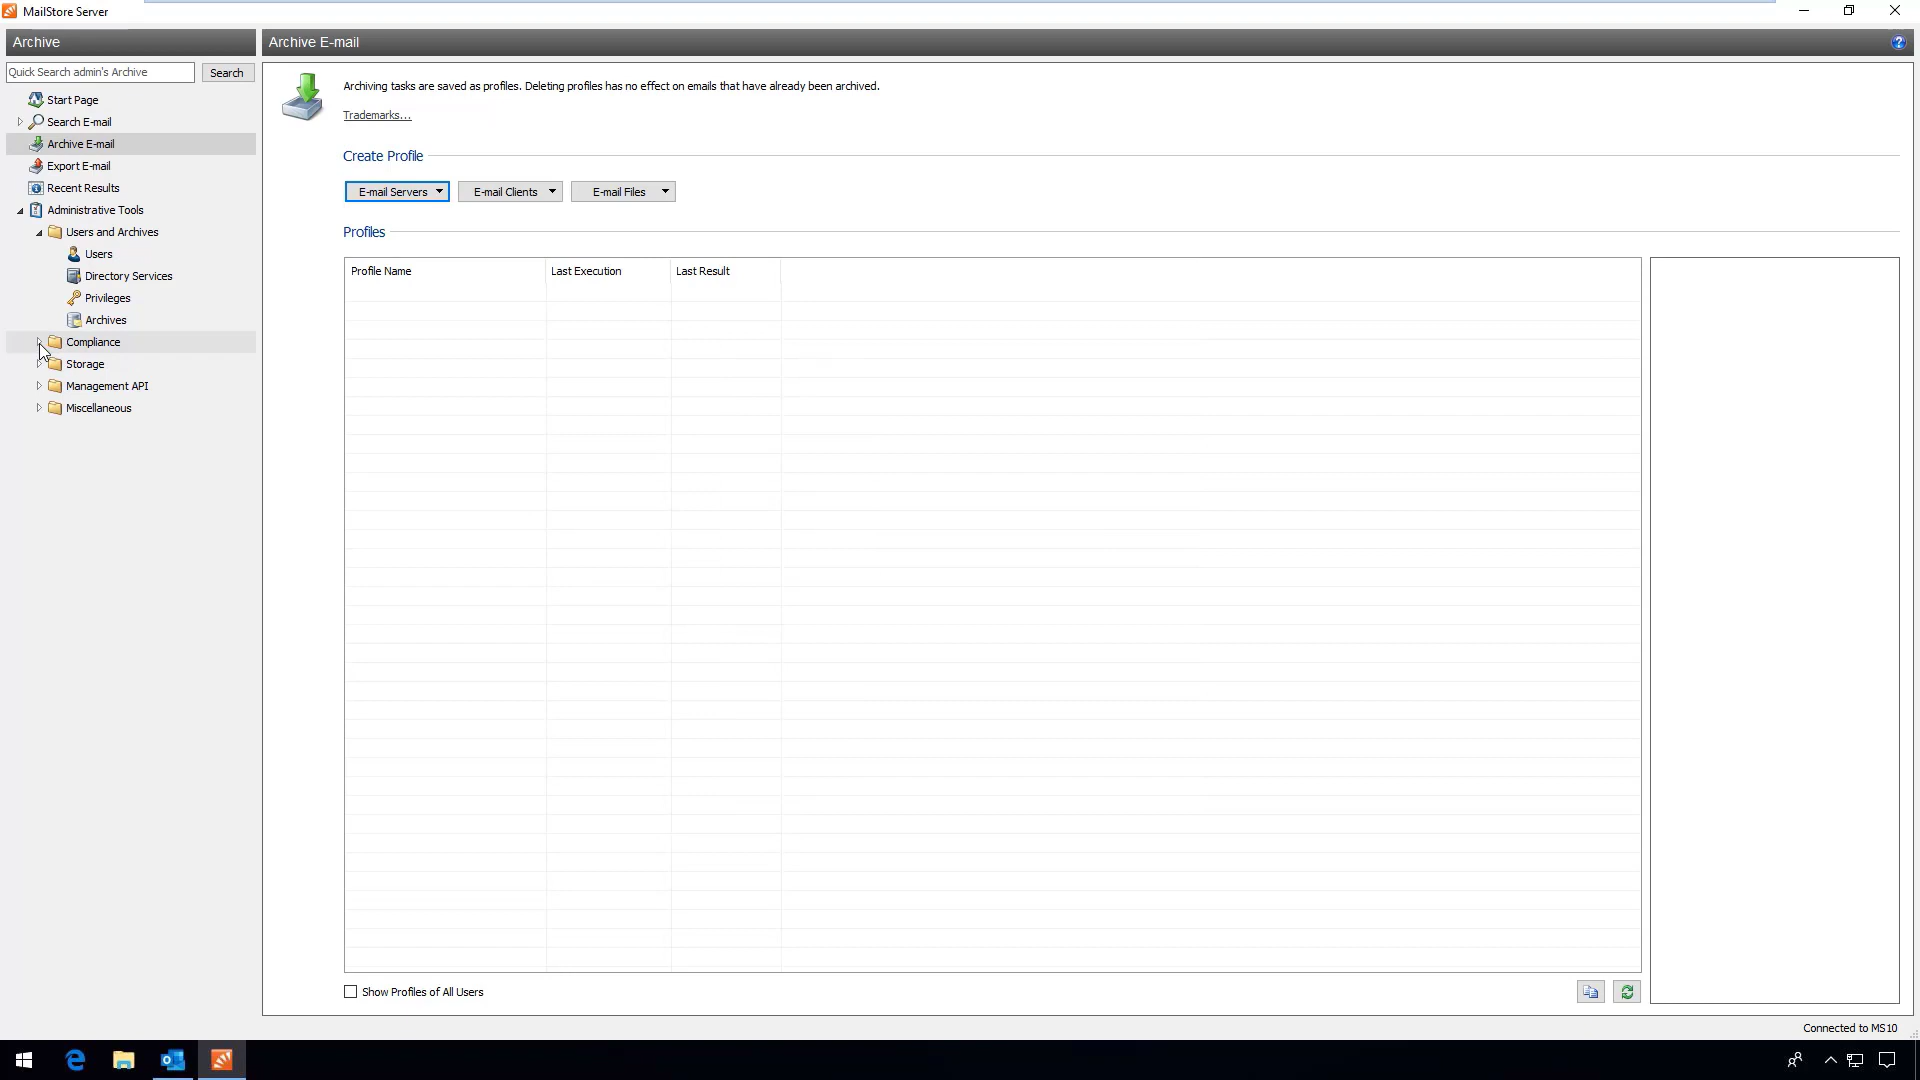 MailStore Server
Archive
Archive E-mail
Quick Search admin's Archive
Search
Start Page
Search E-mail
Archive E-mail
Export E-mail
Recent Results
Administrative Tools
Users and Archives
Users
Directory Services
Privileges
Archives
Compliance
Storage
Management API
Miscellaneous
Archiving tasks are saved as profiles. Deleting profiles has no effect on emails that have already been archived.
Trademarks...
Create Profile
E-mail Servers
E-mail Clients
E-mail Files
Profiles
Profile Name
Last Execution
Last Result
Show Profiles of All Users
Connected to MS10